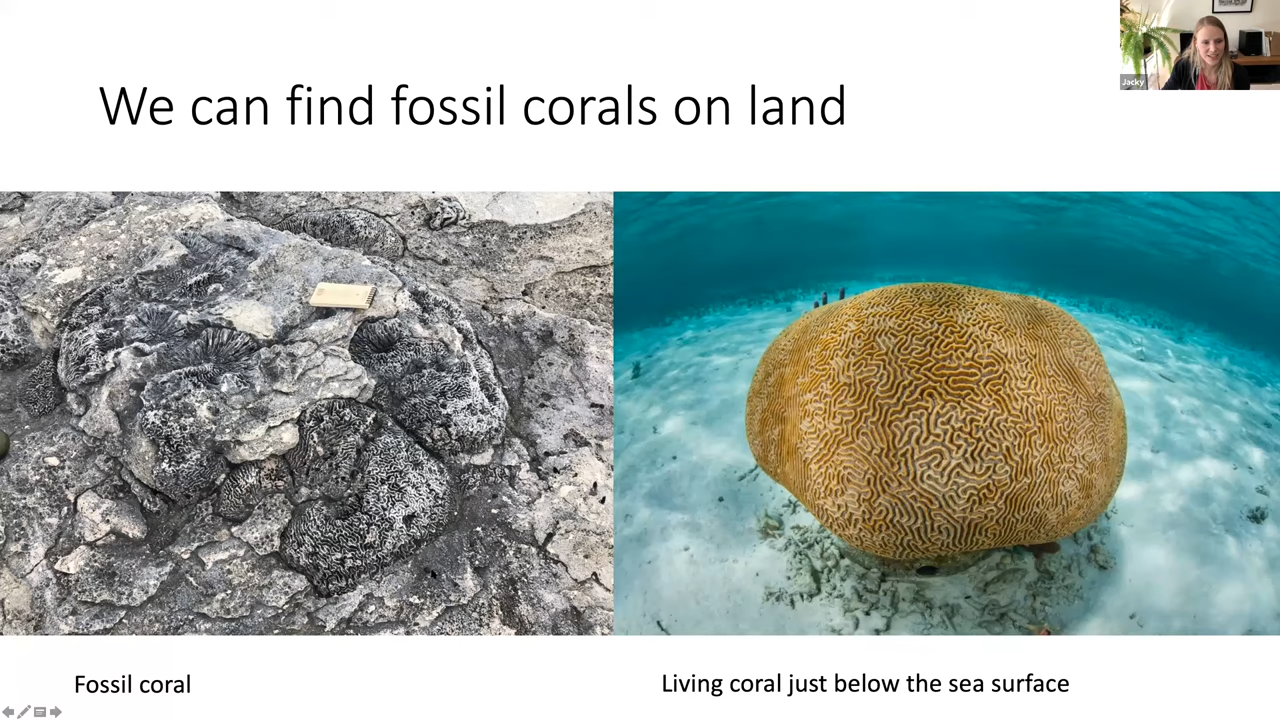 We can find fossil corals on land
Jacky
Fossil coral
Living coral just below the sea surface